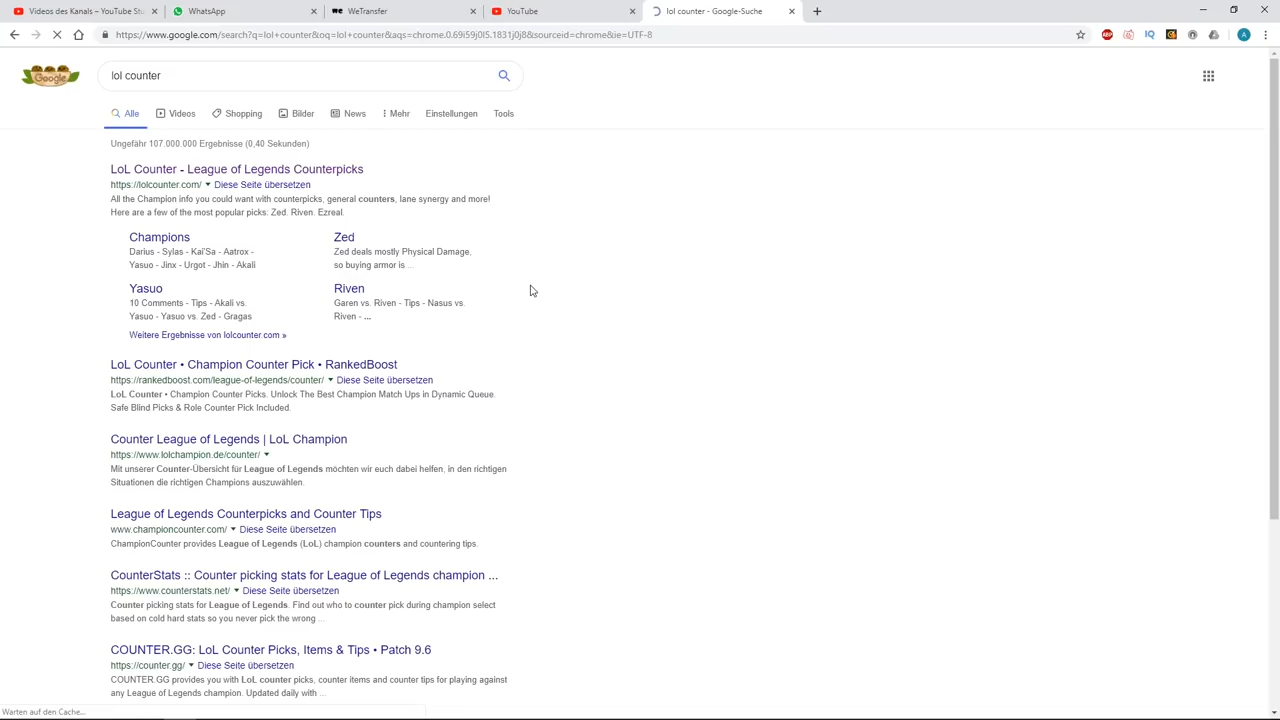 Videos des Kanals – YouTube St
WhatsApp
WeTransfer
YouTube
lol counter - Google-Suche
https://www.google.com/search?q=lol+counter&oq=lol+counter&aqs=chrome.0.69i59j0l5.1831j0j8&sourceid=chrome&ie=UTF-8
ABP
IQ
A
Google
lol counter
Alle
Videos
Shopping
Bilder
News
Mehr
Einstellungen
Tools
Ungefähr 107.000.000 Ergebnisse (0,40 Sekunden)
LoL Counter - League of Legends Counterpicks
https://lolcounter.com/ Diese Seite übersetzen
All the Champion info you could want with counterpicks, general counters, lane synergy and more!
Here are a few of the most popular picks: Zed. Riven. Ezreal.
Champions
Darius - Sylas - Kai'Sa - Aatrox -
Yasuo - Jinx - Urgot - Jhin - Akali
Zed
Zed deals mostly Physical Damage,
so buying armor is ...
Yasuo
10 Comments - Tips - Akali vs.
Yasuo - Yasuo vs. Zed - Gragas
Riven
Garen vs. Riven - Tips - Nasus vs.
Riven - ...
Weitere Ergebnisse von lolcounter.com »
LoL Counter • Champion Counter Pick • RankedBoost
https://rankedboost.com/league-of-legends/counter/ Diese Seite übersetzen
LoL Counter • Champion Counter Picks. Unlock The Best Champion Match Ups in Dynamic Queue.
Safe Blind Picks & Role Counter Pick Included.
Counter League of Legends | LoL Champion
https://www.lolchampion.de/counter/
Mit unserer Counter-Übersicht für League of Legends möchten wir euch dabei helfen, in den richtigen
Situationen die richtigen Champions auszuwählen.
League of Legends Counterpicks and Counter Tips
www.championcounter.com/ Diese Seite übersetzen
ChampionCounter provides League of Legends (LoL) champion counters and countering tips.
CounterStats :: Counter picking stats for League of Legends champion ...
https://www.counterstats.net/ Diese Seite übersetzen
Counter picking stats for League of Legends. Find out who to counter pick during champion select
based on cold hard stats so you never pick the wrong ...
COUNTER.GG: LoL Counter Picks, Items & Tips • Patch 9.6
https://counter.gg/ Diese Seite übersetzen
COUNTER.GG provides you with LoL counter picks, counter items and counter tips for playing against
any League of Legends champion. Updated daily with ...
Warten auf den Cache...